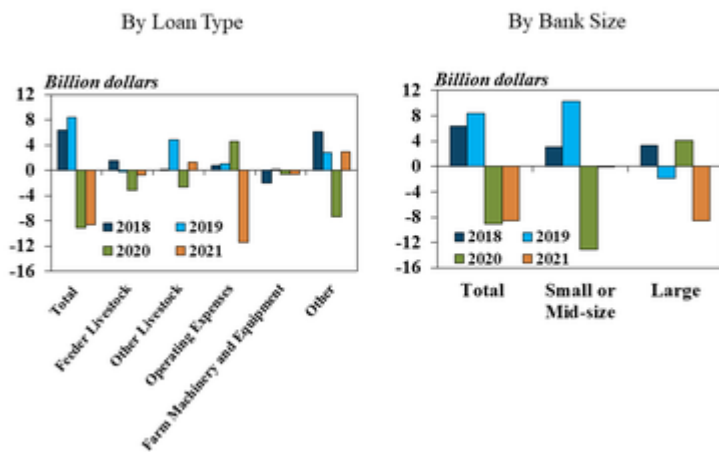 By Loan Type
Billion dollars
12
8
4
0
-4
-8
-12
-16
2018
2019
2020
2021
Total
Feeder Livestock
Other Livestock
Operating Expenses
Farm Machinery and Equipment
Other
By Bank Size
Billion dollars
12
8
4
0
-4
-8
-12
-16
2018
2019
2020
2021
Total
Small or
Mid-size
Large